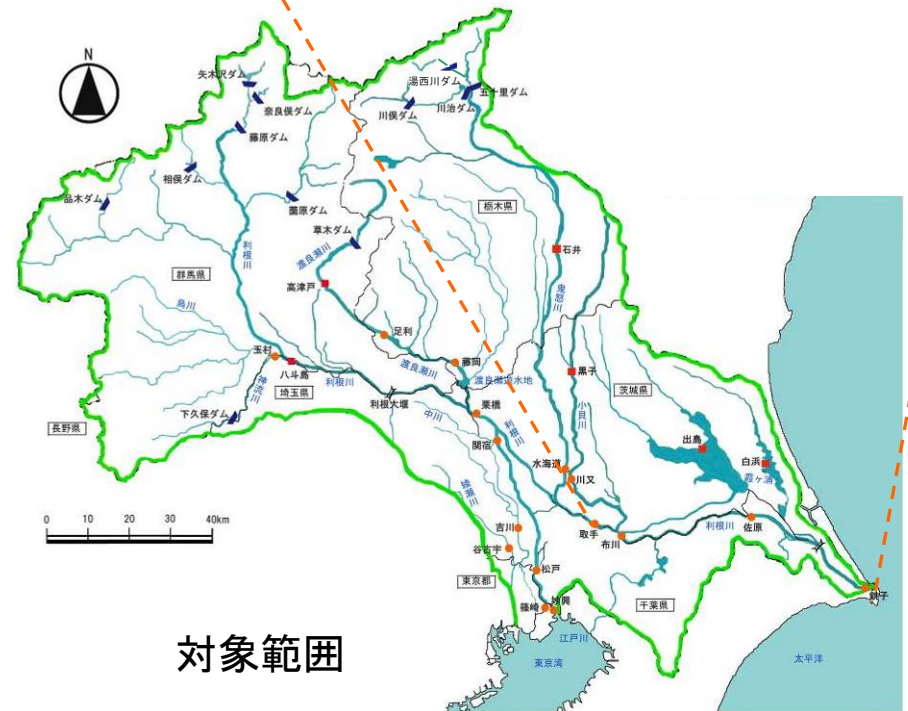 N
矢木沢ダム
奈良俣ダム
藤原ダム
相俣ダム
品木ダム
薗原ダム
草木ダム
湯西川ダム
五十里ダム
川治ダム
川俣ダム
栃木県
群馬県
利根川
渡良瀬川
高津戸
石井
鬼怒川
烏川
足利
玉村
八斗島
藤岡
渡良瀬川
渡良瀬遊水地
黒子
茨城県
神流川
埼玉県
利根川
利根大堰
栗橋
小貝川
下久保ダム
長野県
中川
利根川
関宿
出島
白浜
霞ヶ浦
水海道
川又
綾瀬川
0 10 20 30 40km
吉川
谷古宇
取手
布川
利根川
佐原
松戸
東京都
銚子
篠崎
妙典
千葉県
江戸川
対象範囲
東京湾
太平洋